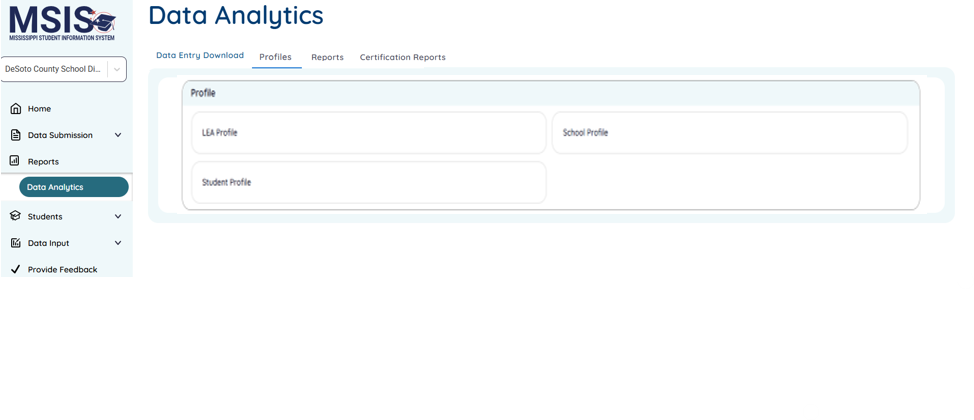 MSIS
MISSISSIPPI STUDENT INFORMATION SYSTEM
DeSoto County School Di...
Home
Data Submission
Reports
Data Analytics
Students
Data Input
Provide Feedback
Data Analytics
Data Entry Download
Profiles
Reports
Certification Reports
Profile
LEA Profile
School Profile
Student Profile